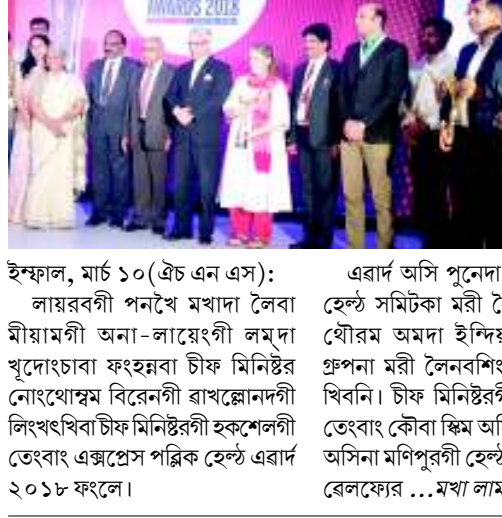 AWARDS 2018
ইম্ফাল, মার্চ ১০(ঐচ এন এস):
লায়রবগী পনখৈ মখাদা লৈবা
মীয়ামগী অনা-লায়েংগী লম্‌দা
খূদোংচাবা ফংহন্নবা চীফ মিনিষ্টর
নোংথোম্বম বিরেনগী ৱাখল্লোনদগী
লিংখৎখিবা চীফ মিনিষ্টরগী হকশেলগী
তেংবাং এক্সপ্রেস পব্লিক হেল্থ এৱার্দ
২০১৮ ফংলে।
এৱার্দ অসি পুনেদা
হেল্থ সমিটকা মরী
থৌরম অমদা
গ্রুপনা মরী লৈনবশিং
খিবনি। চীফ
তেংবাং কৌবা স্কিম
অসিনা মণিপুরগী
ৱেলফ্যের ...মখা